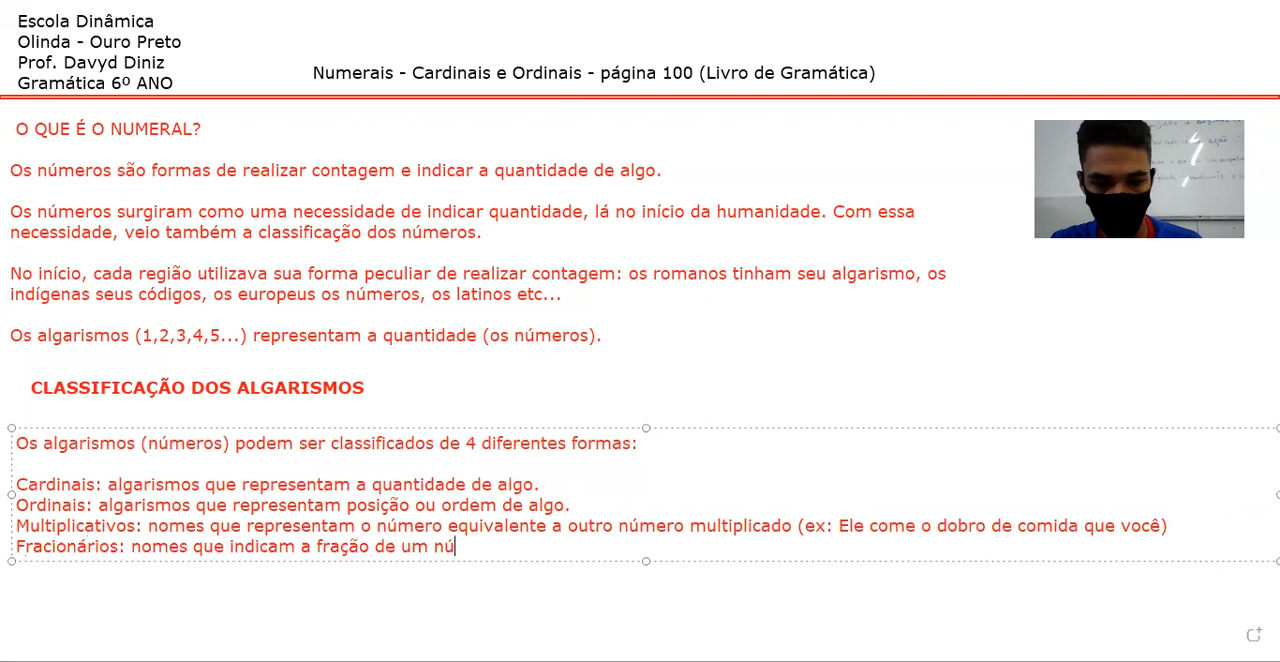 Escola Dinâmica
Olinda - Ouro Preto
Prof. Davyd Diniz
Gramática 6º ANO
Numerais - Cardinais e Ordinais - página 100 (Livro de Gramática)
O QUE É O NUMERAL?
Os números são formas de realizar contagem e indicar a quantidade de algo.
Os números surgiram como uma necessidade de indicar quantidade, lá no início da humanidade. Com essa
necessidade, veio também a classificação dos números.
No início, cada região utilizava sua forma peculiar de realizar contagem: os romanos tinham seu algarismo, os
indígenas seus códigos, os europeus os números, os latinos etc...
Os algarismos (1,2,3,4,5...) representam a quantidade (os números).
CLASSIFICAÇÃO DOS ALGARISMOS
Os algarismos (números) podem ser classificados de 4 diferentes formas:
Cardinais: algarismos que representam a quantidade de algo.
Ordinais: algarismos que representam posição ou ordem de algo.
Multiplicativos: nomes que representam o número equivalente a outro número multiplicado (ex: Ele come o dobro de comida que você)
Fracionários: nomes que indicam a fração de um nú